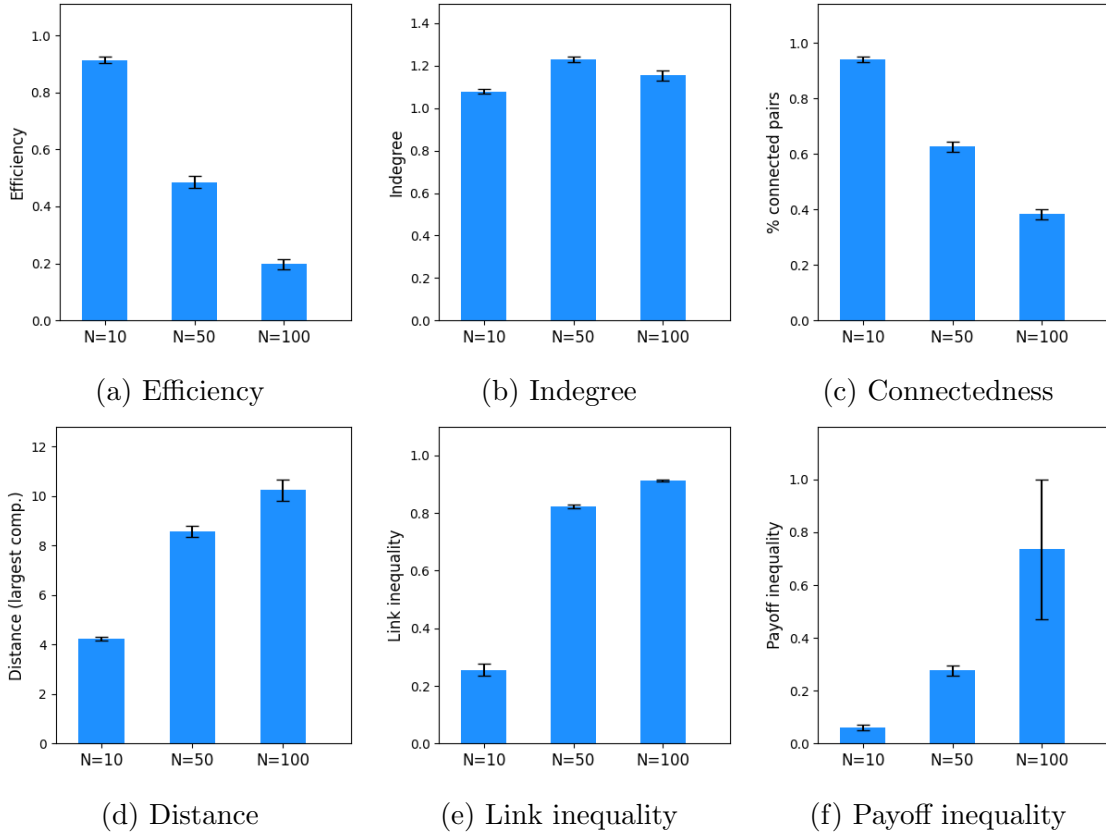 Efficiency
1.0
0.8
0.6
0.4
0.2
0.0
N=10 N=50 N=100
(a) Efficiency
Indegree
1.4
1.2
1.0
0.8
0.6
0.4
0.2
0.0
N=10 N=50 N=100
(b) Indegree
% connected pairs
1.0
0.8
0.6
0.4
0.2
0.0
N=10 N=50 N=100
(c) Connectedness
Distance (largest comp.)
12
10
8
6
4
2
0
N=10 N=50 N=100
(d) Distance
Link inequality
1.0
0.8
0.6
0.4
0.2
0.0
N=10 N=50 N=100
(e) Link inequality
Payoff inequality
1.0
0.8
0.6
0.4
0.2
0.0
N=10 N=50 N=100
(f) Payoff inequality